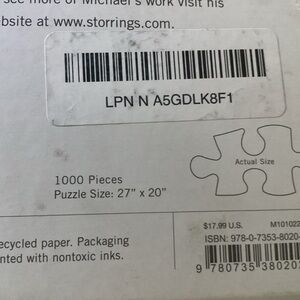 see more of Michael's work visit his
ebsite at www.storrings.com.
LPN N A5GDLK8F1
Actual Size
1000 Pieces
Puzzle Size: 27" x 20"
$17.99 U.S. M101022
ecycled paper. Packaging
ISBN: 978-0-7353-8020-
nted with nontoxic inks.
9 780735 38020